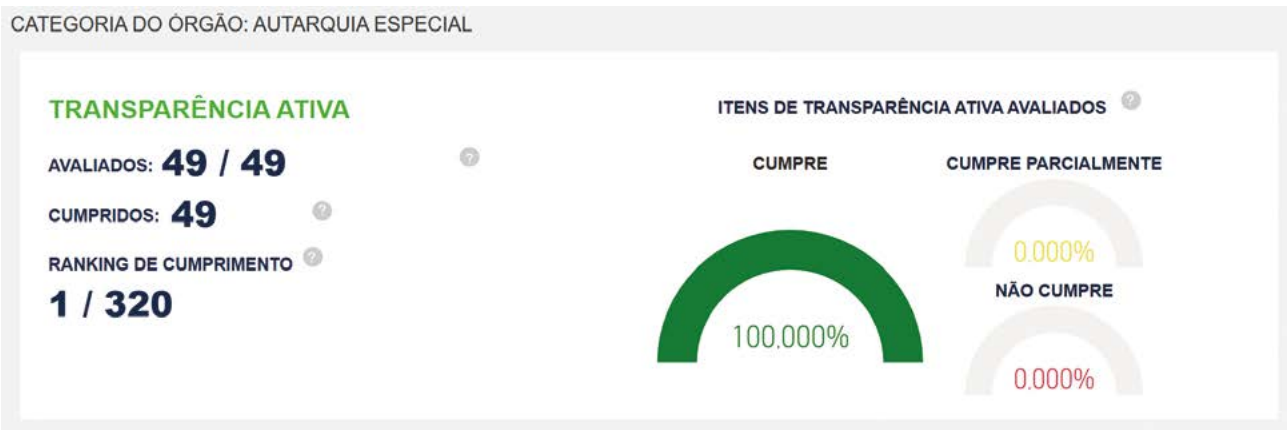 CATEGORIA DO ÓRGÃO: AUTARQUIA ESPECIAL
TRANSPARÊNCIA ATIVA
AVALIADOS: 49 / 49 ?
CUMPRIDOS: 49 ?
RANKING DE CUMPRIMENTO ?
1 / 320
ITENS DE TRANSPARÊNCIA ATIVA AVALIADOS ?
CUMPRE
100,000%
CUMPRE PARCIALMENTE
0.000%
NÃO CUMPRE
0.000%